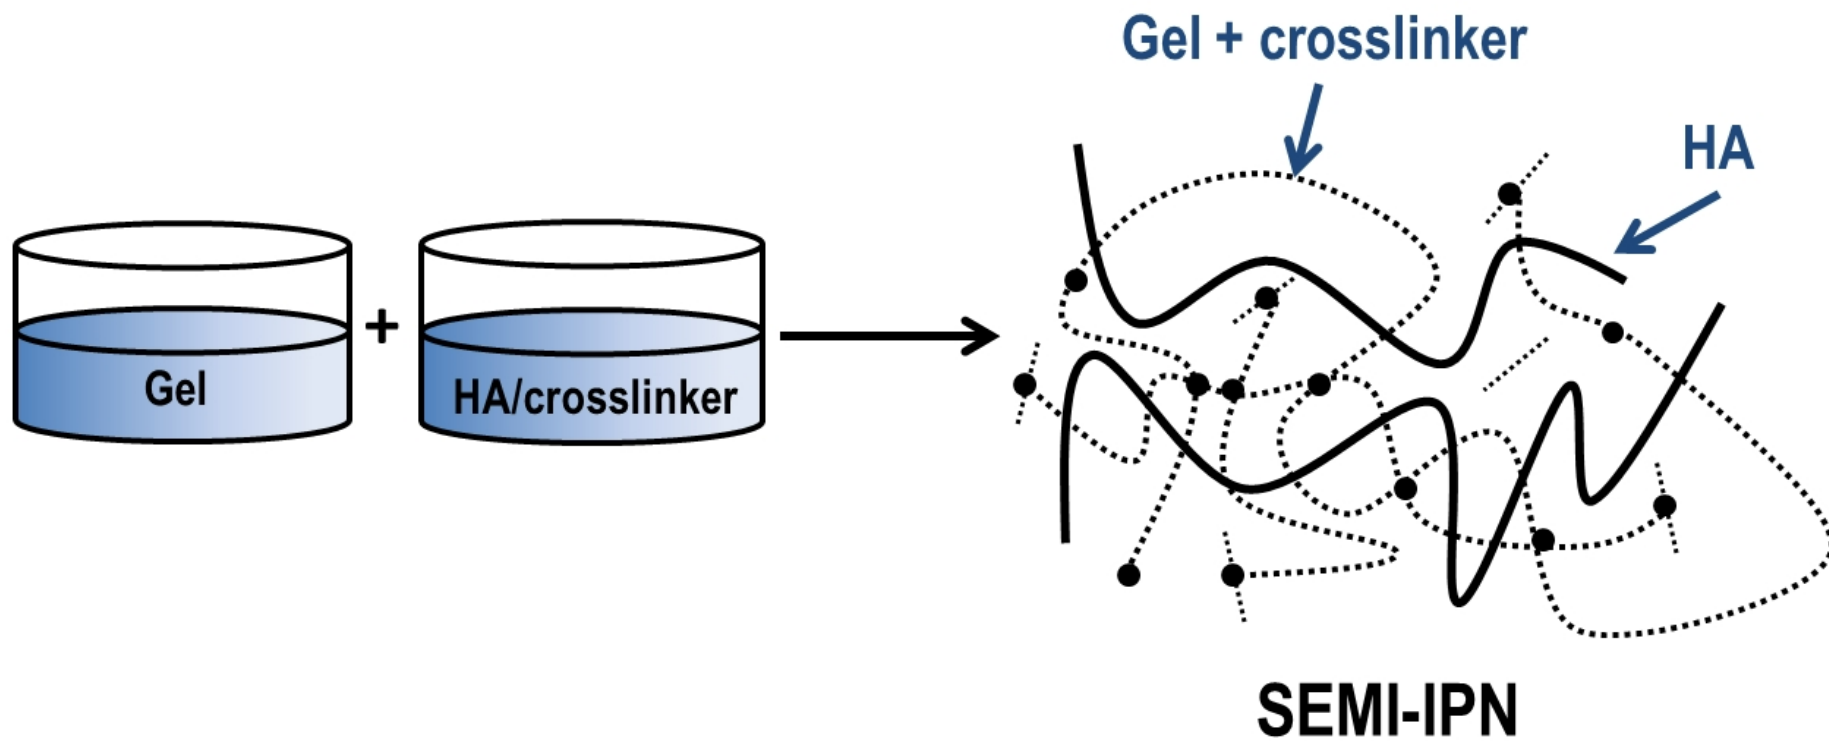 Gel + crosslinker
HA
Gel
+
HA/crosslinker
SEMI-IPN